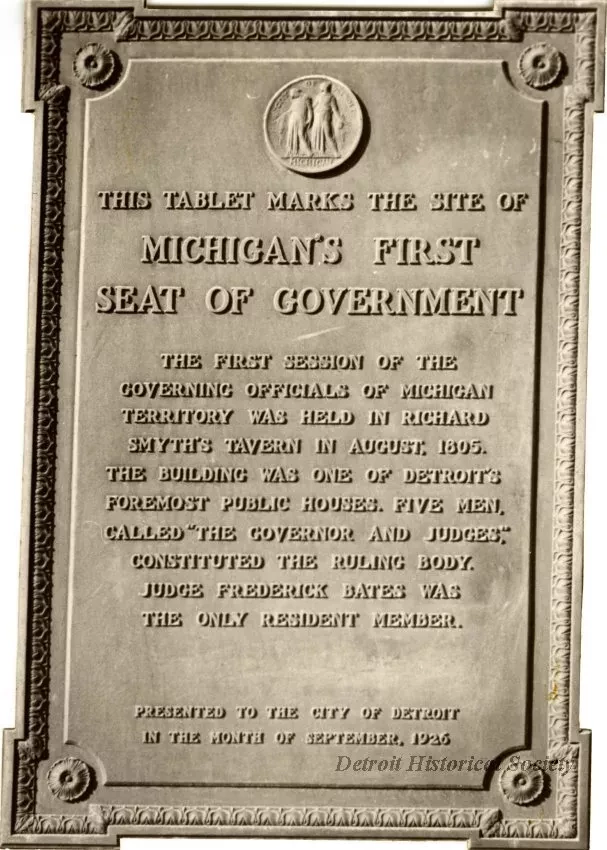 MICHIGAN
THIS TABLET MARKS THE SITE OF
MICHIGAN'S FIRST
SEAT OF GOVERNMENT
THE FIRST SESSION OF THE
GOVERNING OFFICIALS OF MICHIGAN
TERRITORY WAS HELD IN RICHARD
SMYTH'S TAVERN IN AUGUST, 1805.
THE BUILDING WAS ONE OF DETROIT'S
FOREMOST PUBLIC HOUSES. FIVE MEN,
CALLED "THE GOVERNOR AND JUDGES,"
CONSTITUTED THE RULING BODY.
JUDGE FREDERICK BATES WAS
THE ONLY RESIDENT MEMBER.
PRESENTED TO THE CITY OF DETROIT
IN THE MONTH OF SEPTEMBER, 1926
Detroit Historical Society